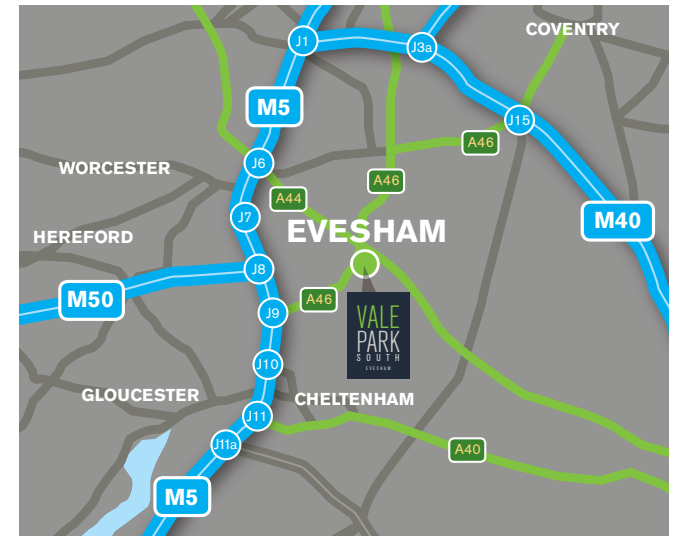 COVENTRY
J1
J3a
M5
J15
A46
J6
WORCESTER
A46
A44
J7
M40
EVESHAM
HEREFORD
J8
M50
A46
J9
VALE
PARK
SOUTH
EVESHAM
J10
GLOUCESTER
CHELTENHAM
J11
J11a
A40
M5